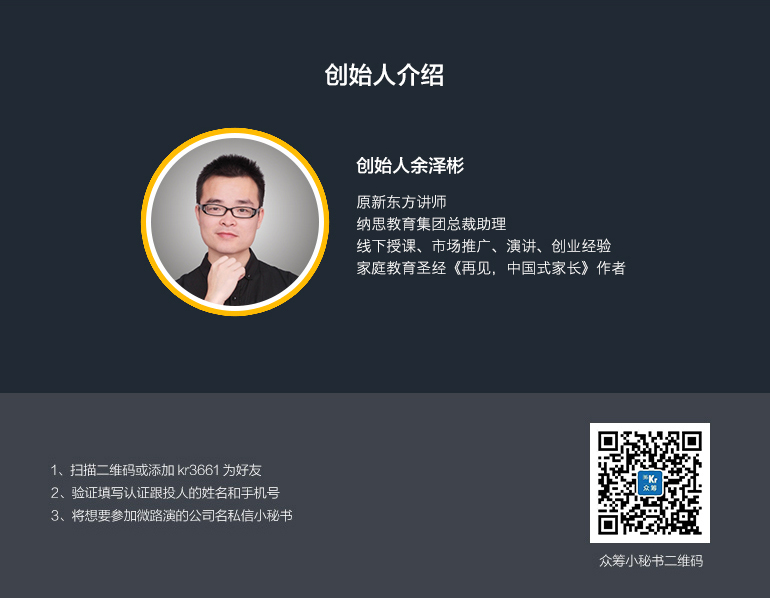 创始人介绍
创始人余泽彬
原新东方讲师
纳思教育集团总裁助理
线下授课、市场推广、演讲、创业经验
家庭教育圣经《再见，中国式家长》作者
1、扫描二维码或添加 kr3661 为好友
2、验证填写认证跟投人的姓名和手机号
3、将想要参加微路演的公司名私信小秘书
Kr
众筹
众筹小秘书二维码